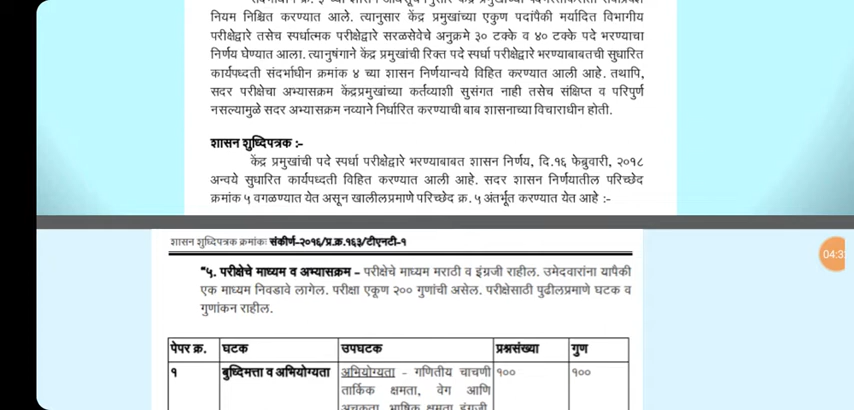 नियम निश्चित करण्यात आले. त्यानुसार केंद्र प्रमुखांच्या एकुण पदांपैकी मर्यादित विभागीय
परीक्षेव्दारे तसेच स्पर्धात्मक परीक्षेव्दारे सरळसेवेचे अनुक्रमे ३० टक्के व ४० टक्के पदे भरण्याचा
निर्णय घेण्यात आला. त्यानुषंगाने केंद्र प्रमुखांची रिक्त पदे स्पर्धा परीक्षेद्वारे भरण्याबाबतची सुधारित
कार्यपध्दती संदर्भाधीन क्रमांक ४ च्या शासन निर्णयान्वये विहित करण्यात आली आहे. तथापि,
सदर परीक्षेचा अभ्यासक्रम केंद्रप्रमुखांच्या कर्तव्याशी सुसंगत नाही तसेच संक्षिप्त व परिपुर्ण
नसल्यामुळे सदर अभ्यासक्रम नव्याने निर्धारित करण्याची बाब शासनाच्या विचाराधीन होती.
शासन शुध्दिपत्रक :-
केंद्र प्रमुखांची पदे स्पर्धा परीक्षेद्वारे भरण्याबाबत शासन निर्णय, दि.१६ फेब्रुवारी, २०१८
अन्वये सुधारित कार्यपध्दती विहित करण्यात आली आहे. सदर शासन निर्णयातील परिच्छेद
क्रमांक ५ वगळण्यात येत असून खालीलप्रमाणे परिच्छेद क्र. ५ अंतर्भूत करण्यात येत आहे :-
शासन शुध्दिपत्रक क्रमांकः संकीर्ण-२०१६/प्र.क्र.१६३/टीएनटी-१
"५. परीक्षेचे माध्यम व अभ्यासक्रम - परीक्षेचे माध्यम मराठी व इंग्रजी राहील. उमेदवारांना यापैकी
एक माध्यम निवडावे लागेल. परीक्षा एकूण २०० गुणांची असेल. परीक्षेसाठी पुढीलप्रमाणे घटक व
गुणांकन राहील.
पेपर क्र. घटक उपघटक प्रश्नसंख्या गुण
१ बुध्दिमत्ता व अभियोग्यता अभियोग्यता - गणितीय चाचणी १०० १००
तार्किक क्षमता, वेग आणि
अचूकता, भाषिक क्षमता इंग्रजी,
04:3